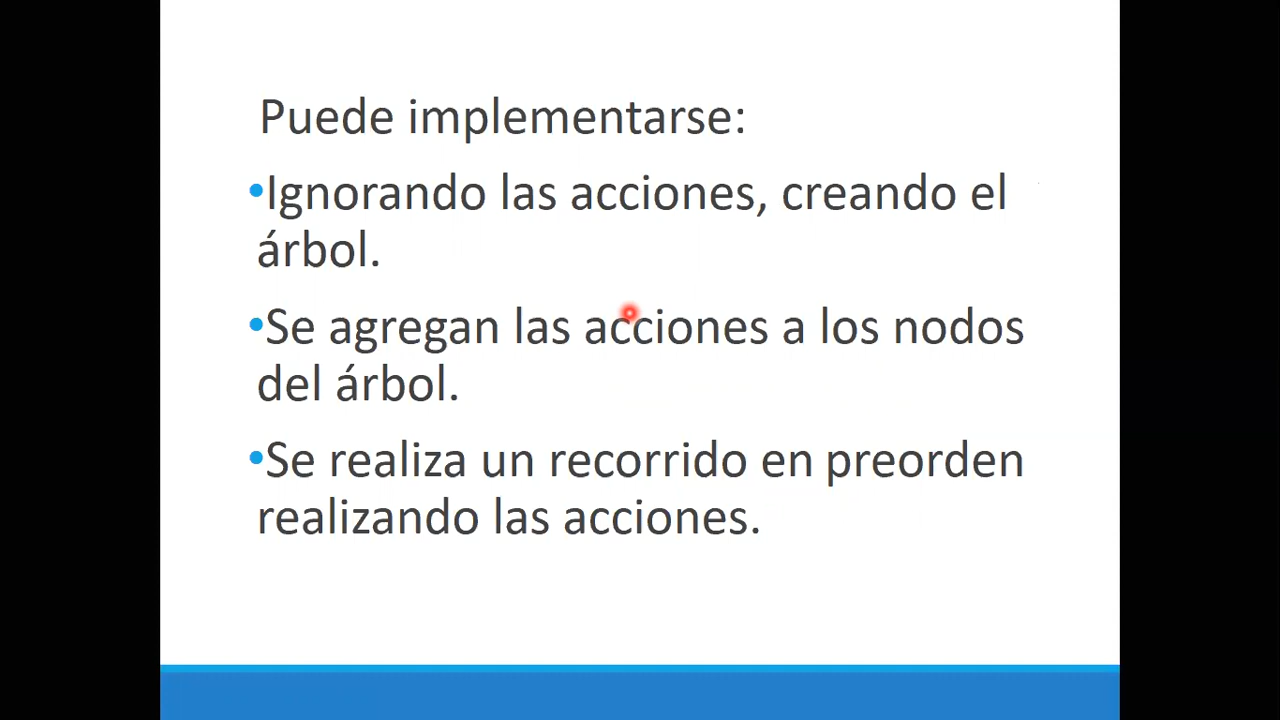 Puede implementarse:
•Ignorando las acciones, creando el
árbol.
•Se agregan las acciones a los nodos
del árbol.
•Se realiza un recorrido en preorden
realizando las acciones.